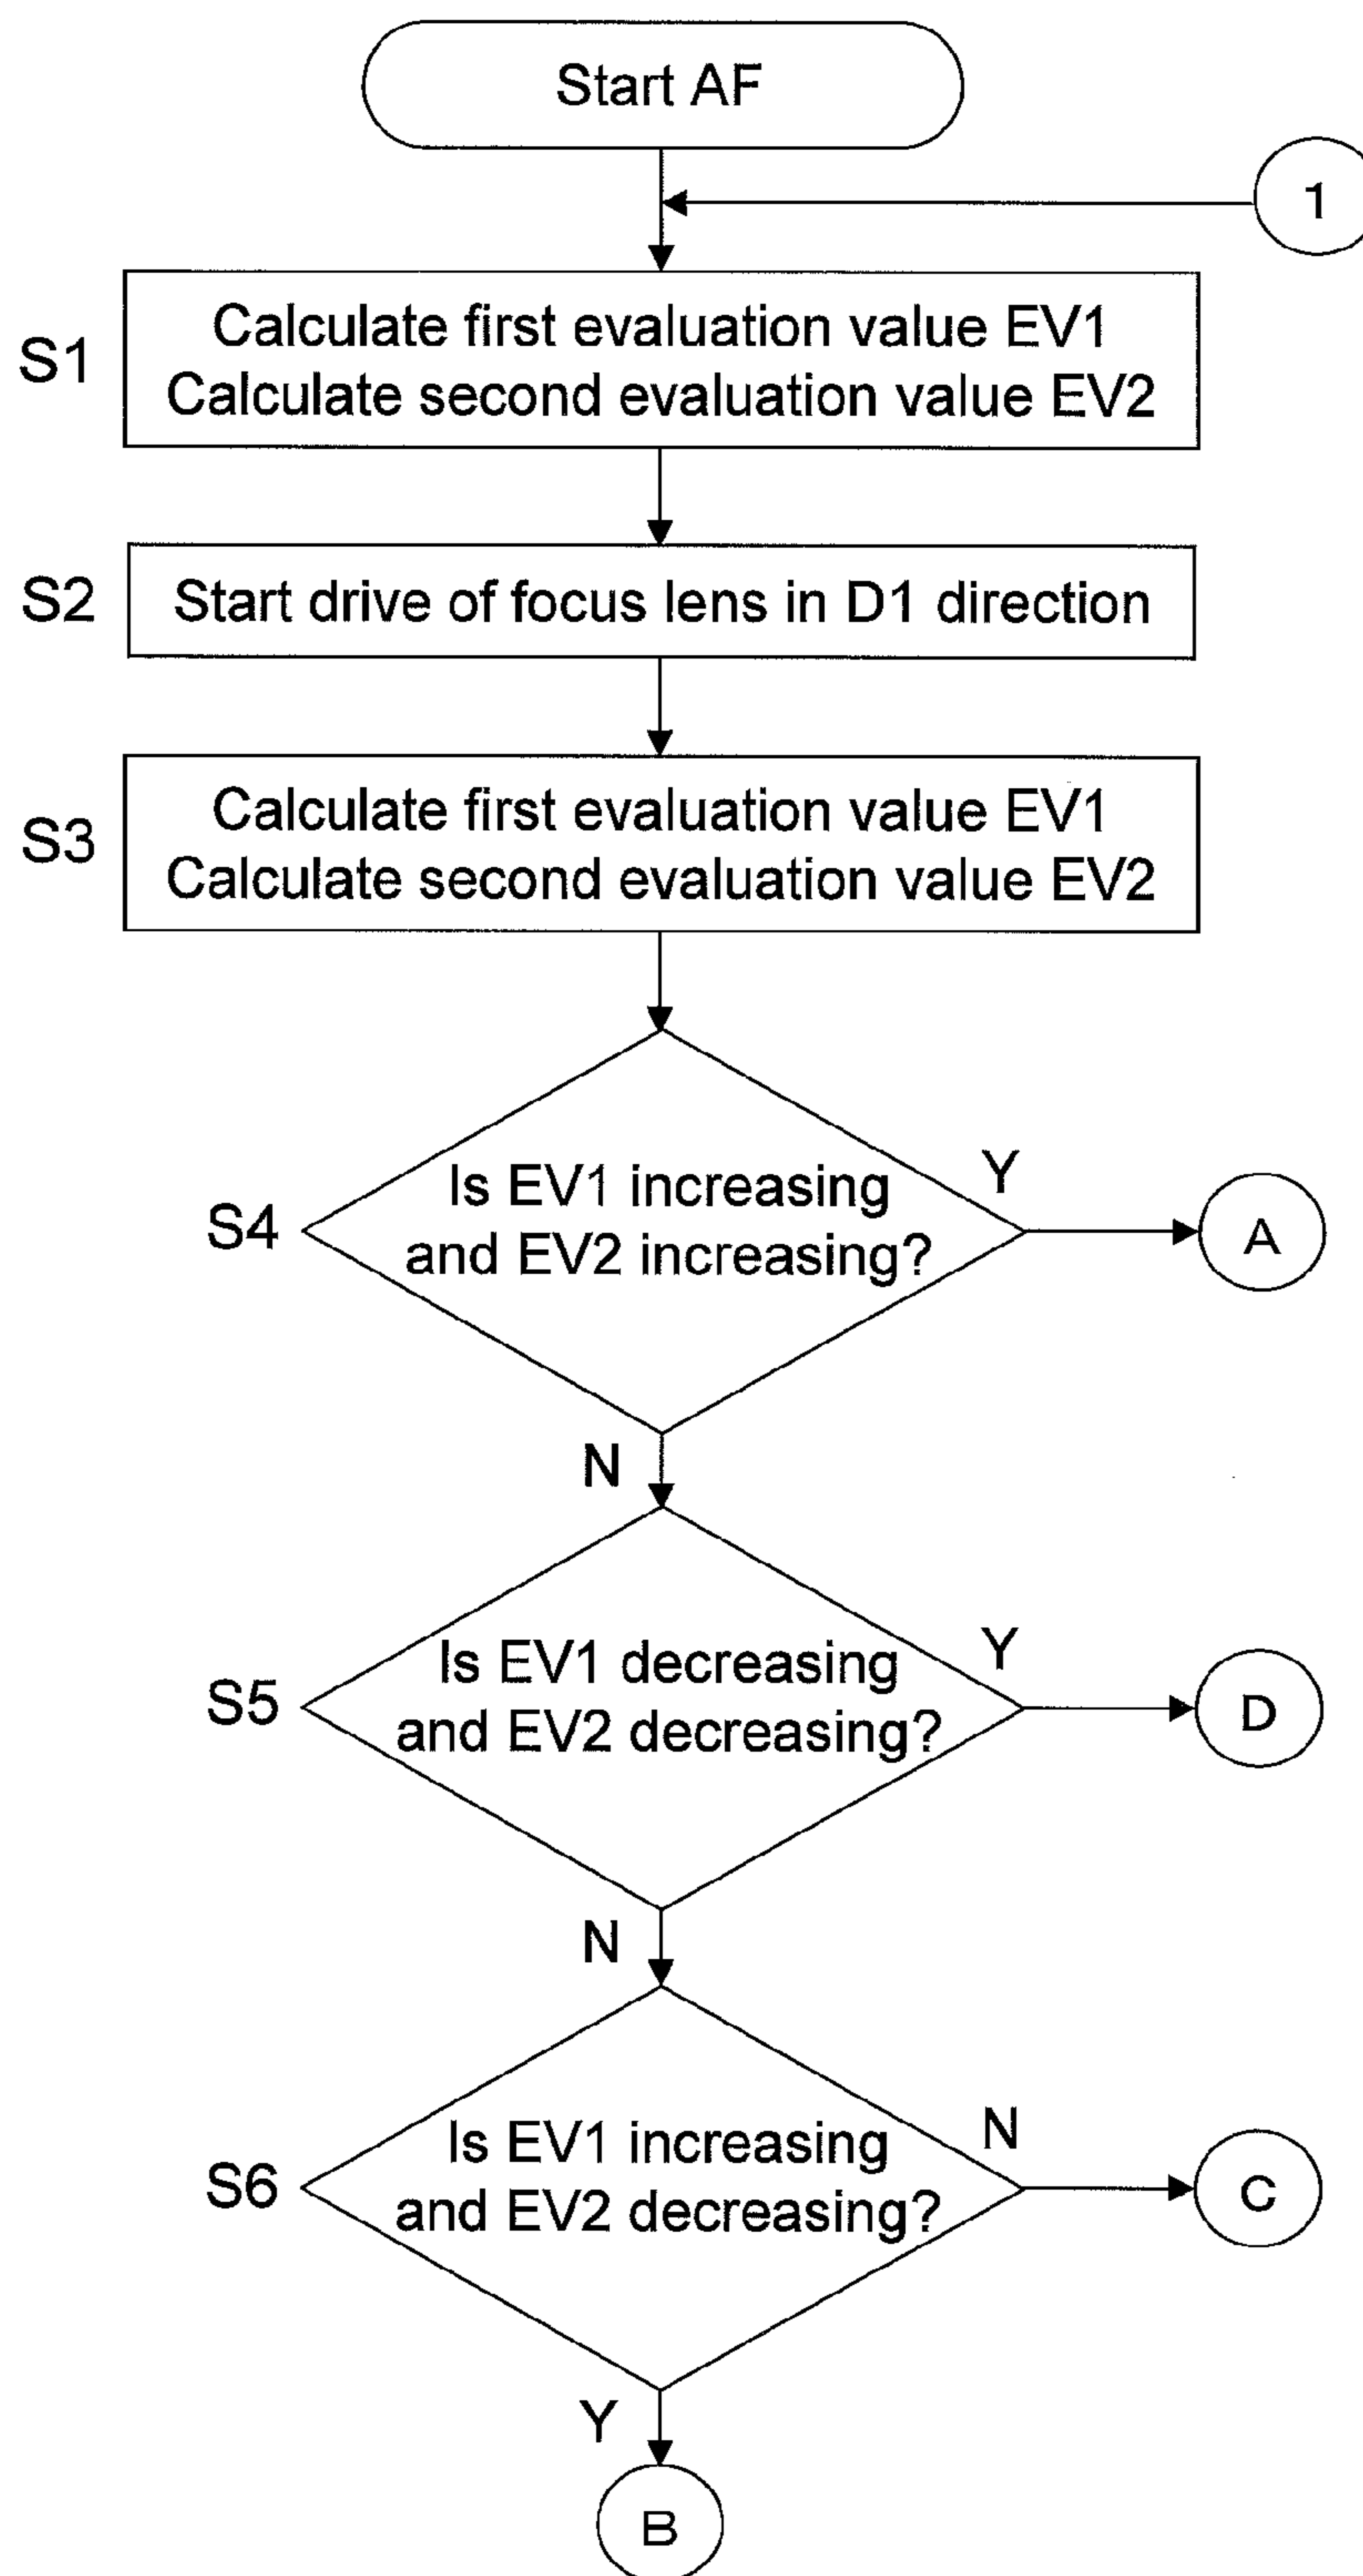 Start AF
1
S1
Calculate first evaluation value EV1
Calculate second evaluation value EV2
S2
Start drive of focus lens in D1 direction
S3
Calculate first evaluation value EV1
Calculate second evaluation value EV2
S4
Is EV1 increasing
and EV2 increasing?
Y
A
N
S5
Is EV1 decreasing
and EV2 decreasing?
Y
D
N
S6
Is EV1 increasing
and EV2 decreasing?
N
C
Y
B